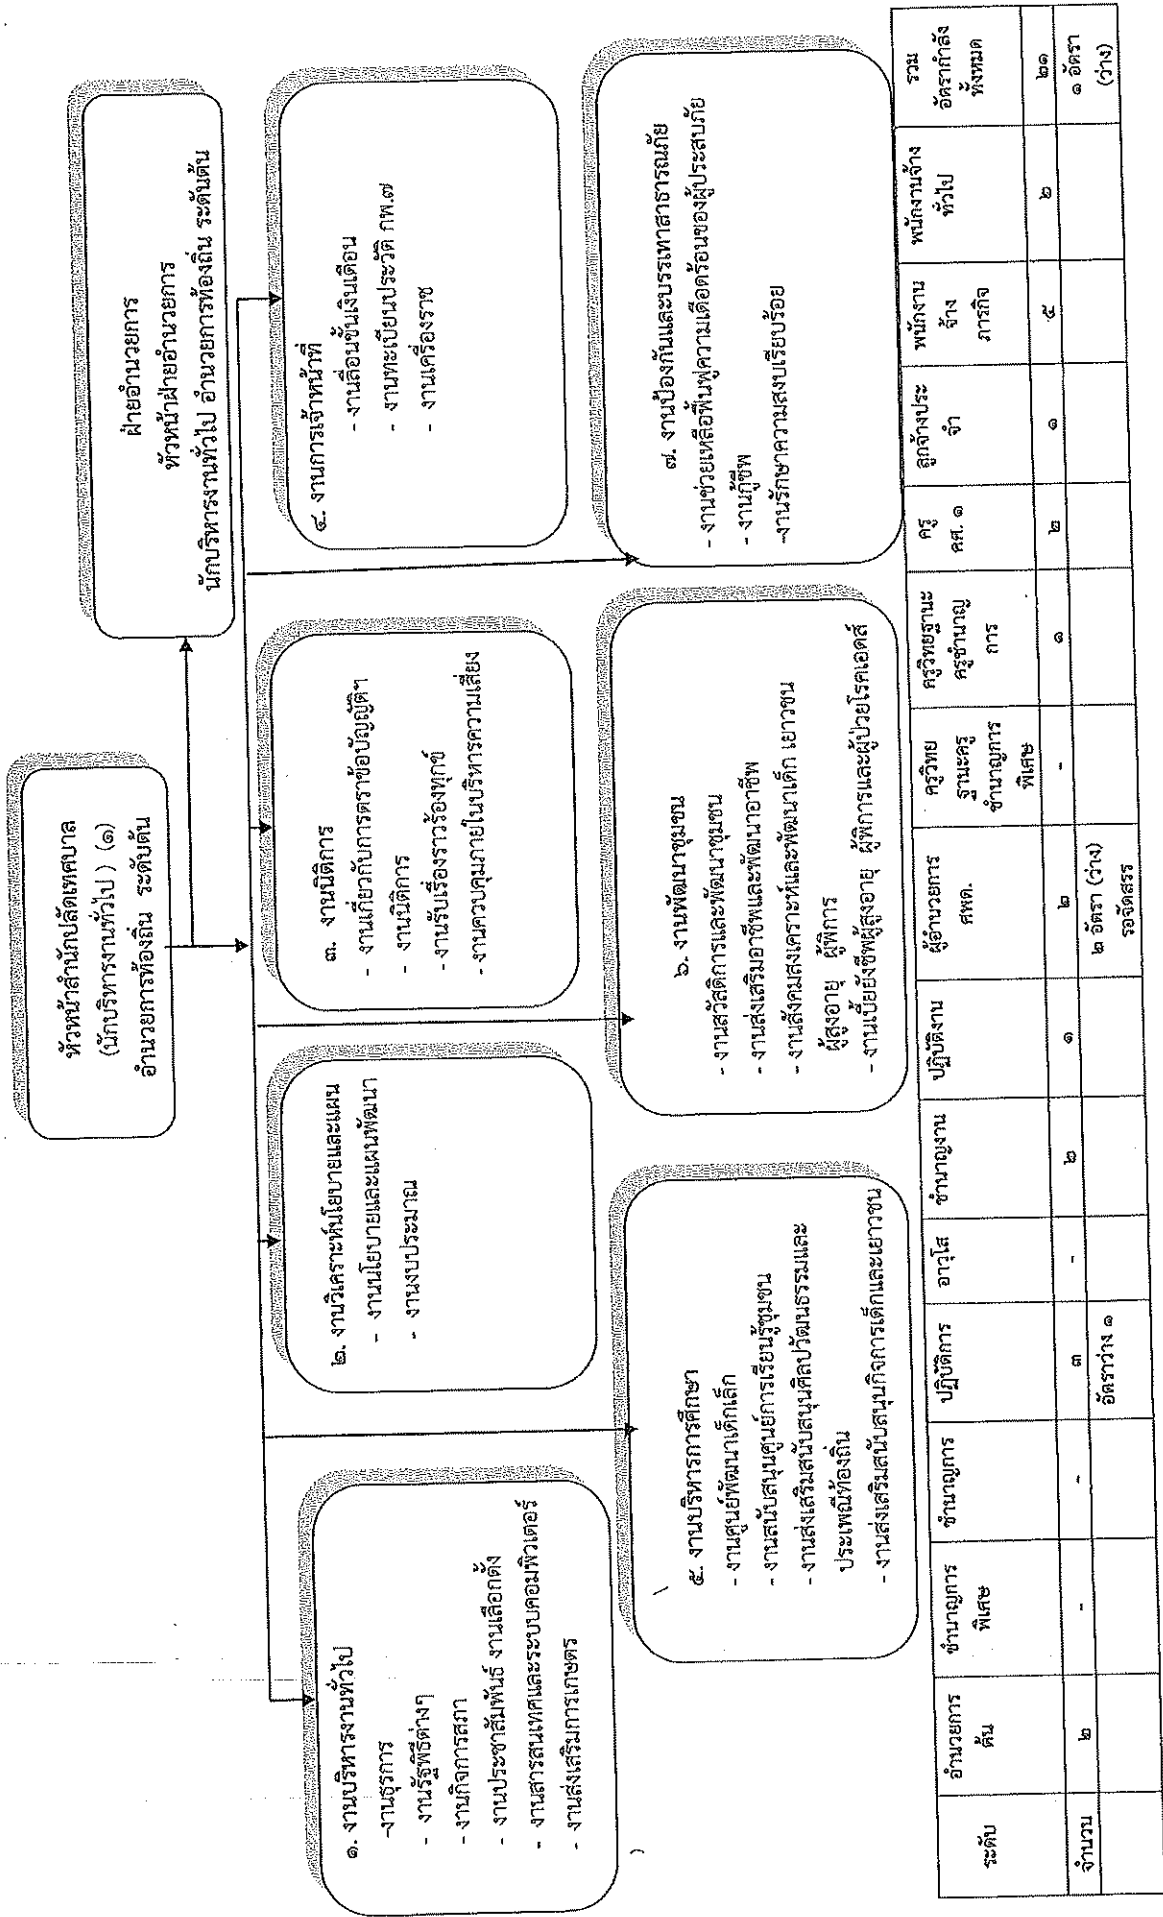 หัวหน้าสำนักปลัดเทศบาล
(นักบริหารงานทั่วไป ) (๑)
อำนวยการท้องถิ่น ระดับต้น
ฝ่ายอำนวยการ
หัวหน้าฝ่ายอำนวยการ
นักบริหารงานทั่วไป อำนวยการท้องถิ่น ระดับต้น
๑. งานบริหารงานทั่วไป
-งานธุรการ
- งานรัฐพิธีต่างๆ
- งานกิจการสภา
- งานประชาสัมพันธ์ งานเลือกตั้ง
- งานสารสนเทศและระบบคอมพิวเตอร์
- งานส่งเสริมการเกษตร
๒. งานวิเคราะห์นโยบายและแผน
- งานนโยบายและแผนพัฒนา
- งานงบประมาณ
๓. งานนิติการ
- งานเกี่ยวกับการตราข้อบัญญัติฯ
- งานนิติการ
- งานรับเรื่องราวร้องทุกข์
- งานควบคุมภายในบริหารความเสี่ยง
๔. งานการเจ้าหน้าที่
- งานเลื่อนขั้นเงินเดือน
- งานทะเบียนประวัติ กพ.๗
- งานเครื่องราช
๕. งานบริหารการศึกษา
- งานศูนย์พัฒนาเด็กเล็ก
- งานสนับสนุนศูนย์การเรียนรู้ชุมชน
- งานส่งเสริมสนับสนุนศิลปวัฒนธรรมและ
ประเพณีท้องถิ่น
- งานส่งเสริมสนับสนุนกิจการเด็กและเยาวชน
๖. งานพัฒนาชุมชน
- งานสวัสดิการและพัฒนาชุมชน
- งานส่งเสริมอาชีพและพัฒนาอาชีพ
- งานสังคมสงเคราะห์และพัฒนาเด็ก เยาวชน
ผู้สูงอายุ ผู้พิการ
- งานเบี้ยยังชีพผู้สูงอายุ ผู้พิการและผู้ป่วยโรคเอดส์
๗. งานป้องกันและบรรเทาสาธารณภัย
- งานช่วยเหลือฟื้นฟูความเดือดร้อนของผู้ประสบภัย
- งานกู้ชีพ
-งานรักษาความสงบเรียบร้อย
ระดับ อำนวยการต้น ชำนาญการพิเศษ ชำนาญการ ปฏิบัติการ อาวุโส ชำนาญงาน ปฏิบัติงาน ผู้อำนวยการ ศพด. ครูวิทยฐานะครูชำนาญการพิเศษ ครูวิทยฐานะครูชำนาญการ ครู คศ. ๑ ลูกจ้างประจำ พนักงานจ้างภารกิจ พนักงานจ้างทั่วไป รวมอัตรากำลังทั้งหมด
จำนวน ๒ - - ๓ - ๒ ๑ ๒ - ๑ ๒ ๑ ๕ ๒ ๒๑
อัตราว่าง ๑ ๒ อัตรา (ว่าง) รอจัดสรร ๑ อัตรา (ว่าง)